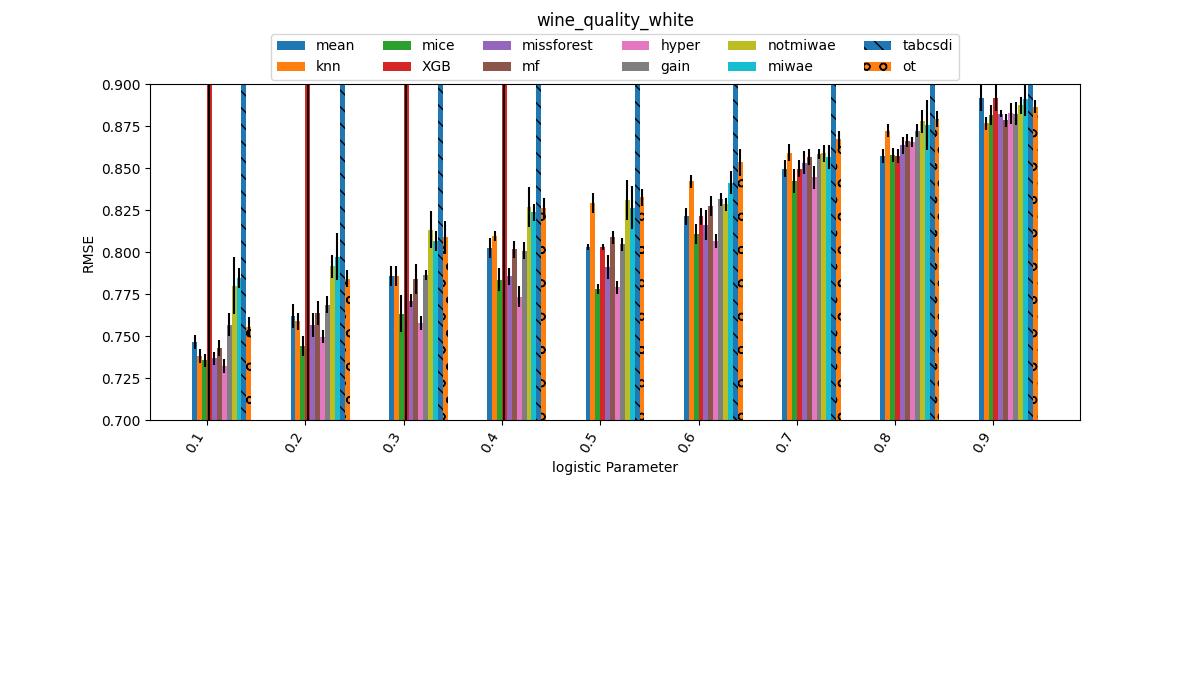 wine_quality_white
mean mice missforest hyper notmiwae tabcsdi
knn XGB mf gain miwae ot
0.900
0.875
0.850
0.825
0.800
0.775
0.750
0.725
0.700
RMSE
0.1 0.2 0.3 0.4 0.5 0.6 0.7 0.8 0.9
logistic Parameter